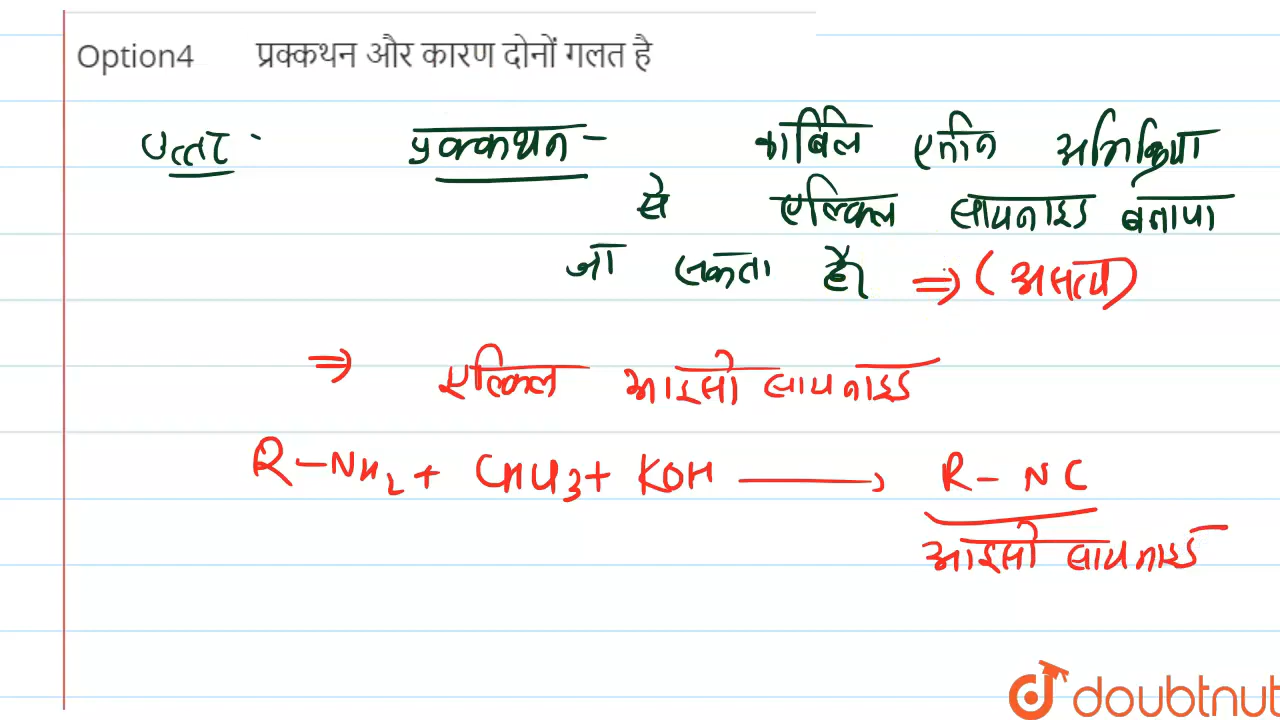 Option4 प्रक्कथन और कारण दोनों गलत है
उत्तर - प्रक्कथन - कार्बिल एमीन अभिक्रिया
से एल्किल सायनाइड बनाया
जा सकता है। ⇒ (असत्य)
⇒ एल्किल आइसो सायनाइड
R-NH2 + CHCl3 + KOH ⟶ R-NC
आइसो सायनाइड
doubtnut